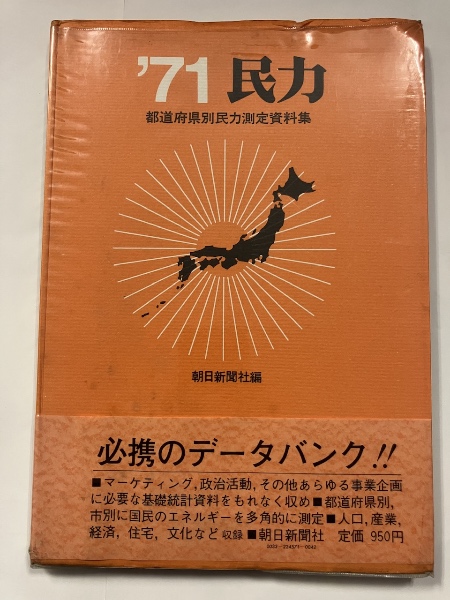 '71 民力
都道府県別民力測定資料集
朝日新聞社編
必携のデータバンク!!
■マーケティング,政治活動,その他あらゆる事業企画
に必要な基礎統計資料をもれなく収め■都道府県別,
市別に国民のエネルギーを多角的に測定■人口,産業,
経済,住宅,文化など収録■朝日新聞社 定価 950円